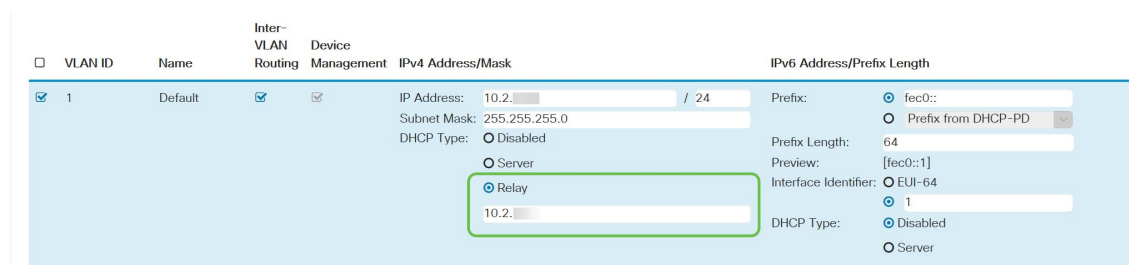 VLAN ID Name Inter-VLAN Routing Device Management IPv4 Address/Mask IPv6 Address/Prefix Length
1 Default IP Address: 10.2. / 24 Prefix: fec0::
Subnet Mask: 255.255.255.0 Prefix from DHCP-PD
DHCP Type: Disabled Prefix Length: 64
Server Preview: [fec0::1]
Relay Interface Identifier: EUI-64
10.2. 1
DHCP Type: Disabled
Server